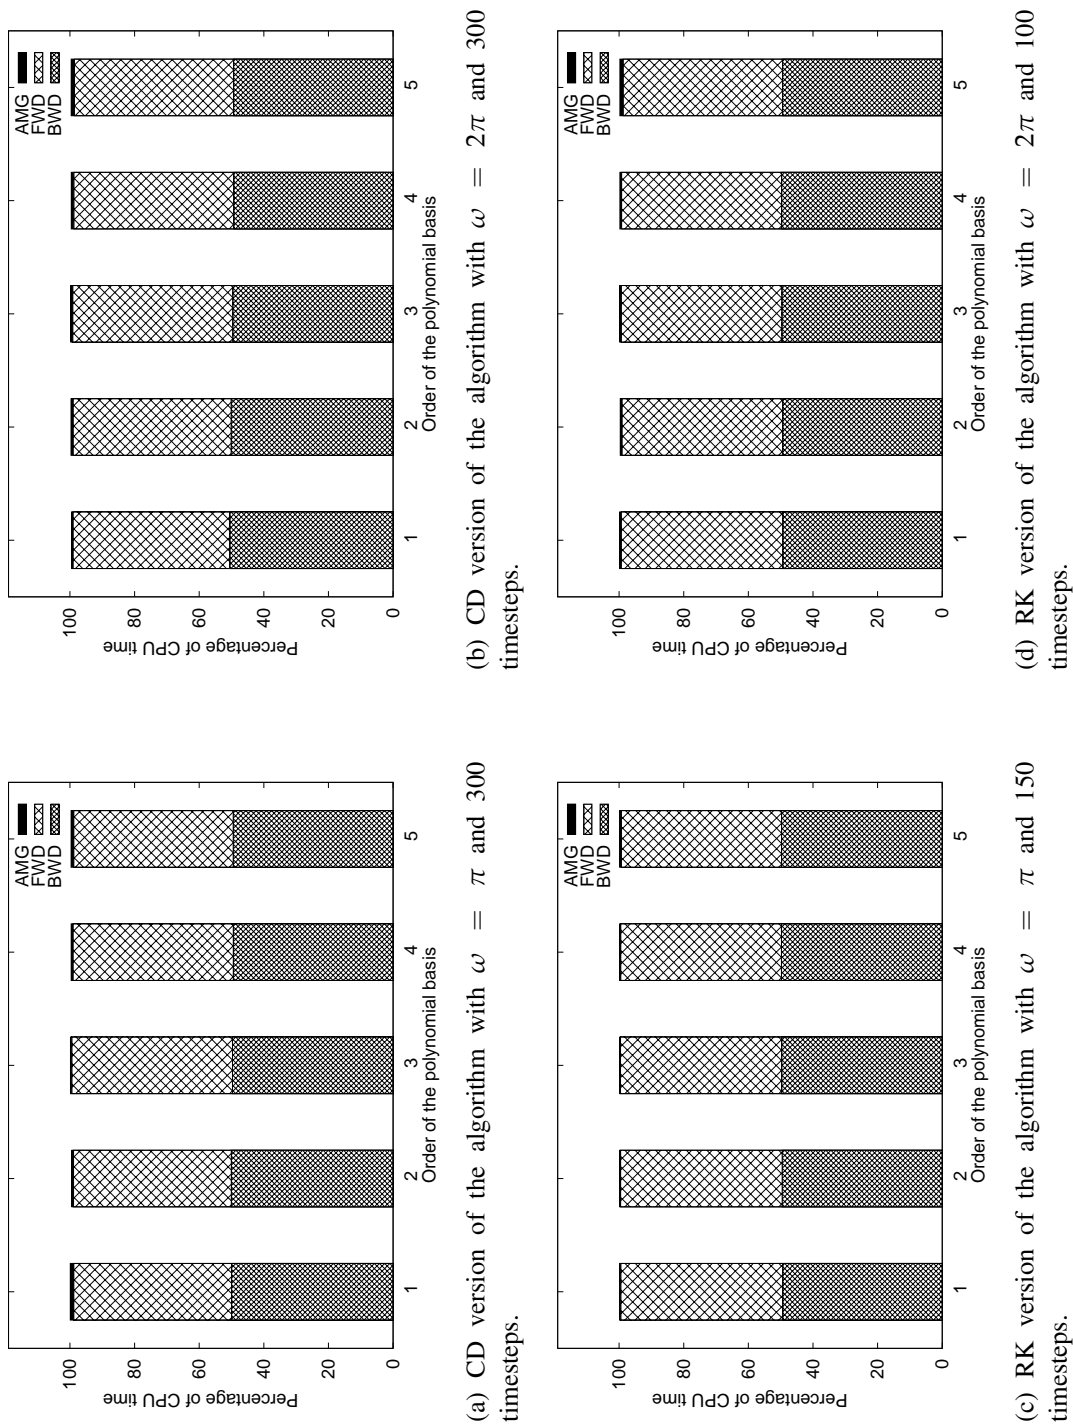 AMG
FWD
BWD
100
80
60
40
20
0
Percentage of CPU time
1 2 3 4 5
Order of the polynomial basis
(a) CD version of the algorithm with ω = π and 300
timesteps.
AMG
FWD
BWD
100
80
60
40
20
0
Percentage of CPU time
1 2 3 4 5
Order of the polynomial basis
(b) CD version of the algorithm with ω = 2π and 300
timesteps.
AMG
FWD
BWD
100
80
60
40
20
0
Percentage of CPU time
1 2 3 4 5
Order of the polynomial basis
(c) RK version of the algorithm with ω = π and 150
timesteps.
AMG
FWD
BWD
100
80
60
40
20
0
Percentage of CPU time
1 2 3 4 5
Order of the polynomial basis
(d) RK version of the algorithm with ω = 2π and 100
timesteps.